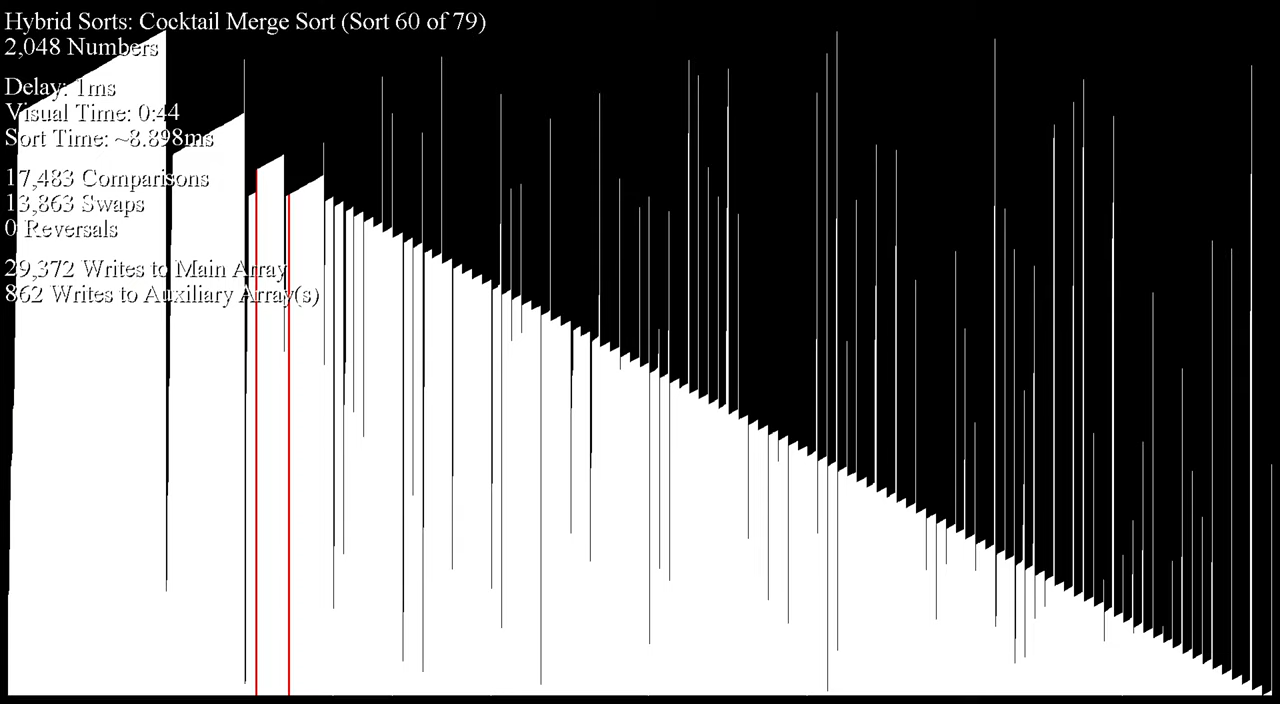 Hybrid Sorts: Cocktail Merge Sort (Sort 60 of 79)
2,048 Numbers
Delay: 1ms
Visual Time: 0:44
Sort Time: ~8.898ms
17,483 Comparisons
13,863 Swaps
0 Reversals
29,372 Writes to Main Array
862 Writes to Auxiliary Array(s)